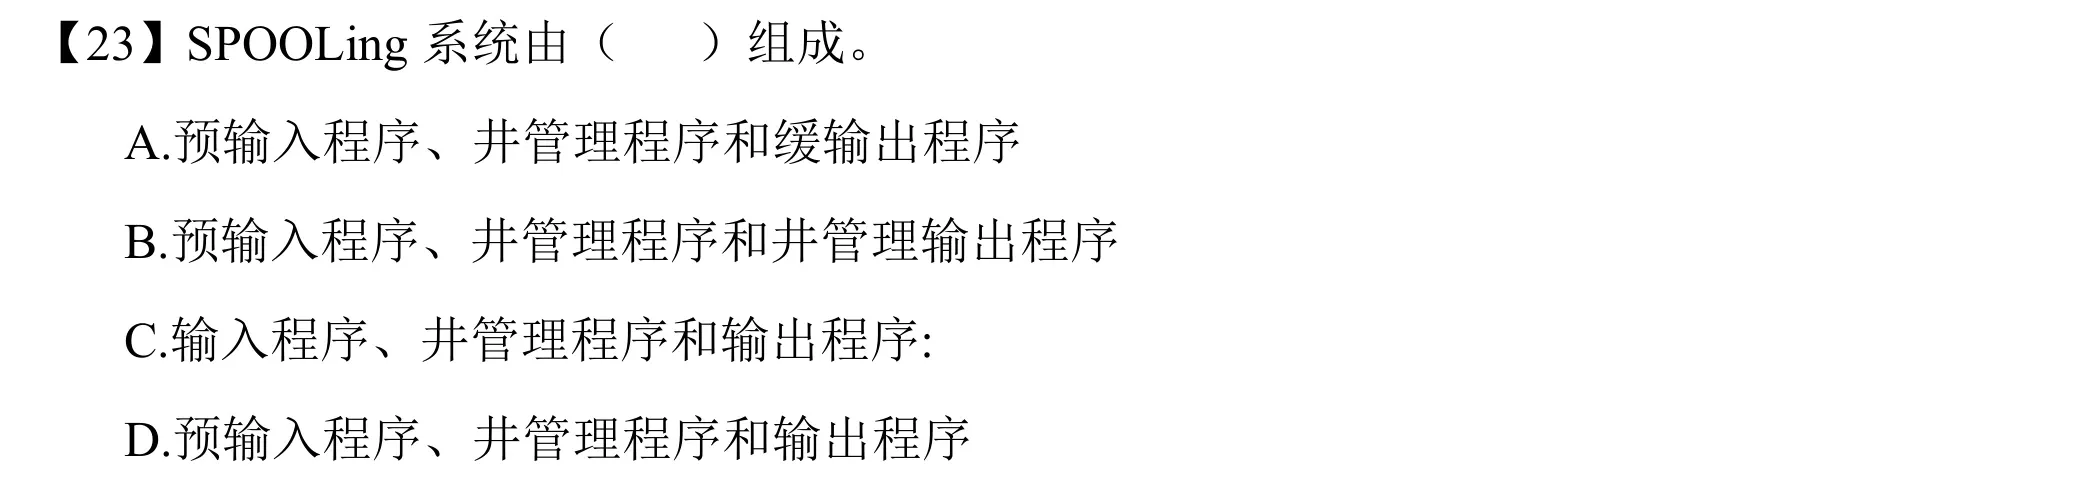 【23】SPOOLing 系统由（    ）组成。
A.预输入程序、井管理程序和缓输出程序
B.预输入程序、井管理程序和井管理输出程序
C.输入程序、井管理程序和输出程序:
D.预输入程序、井管理程序和输出程序